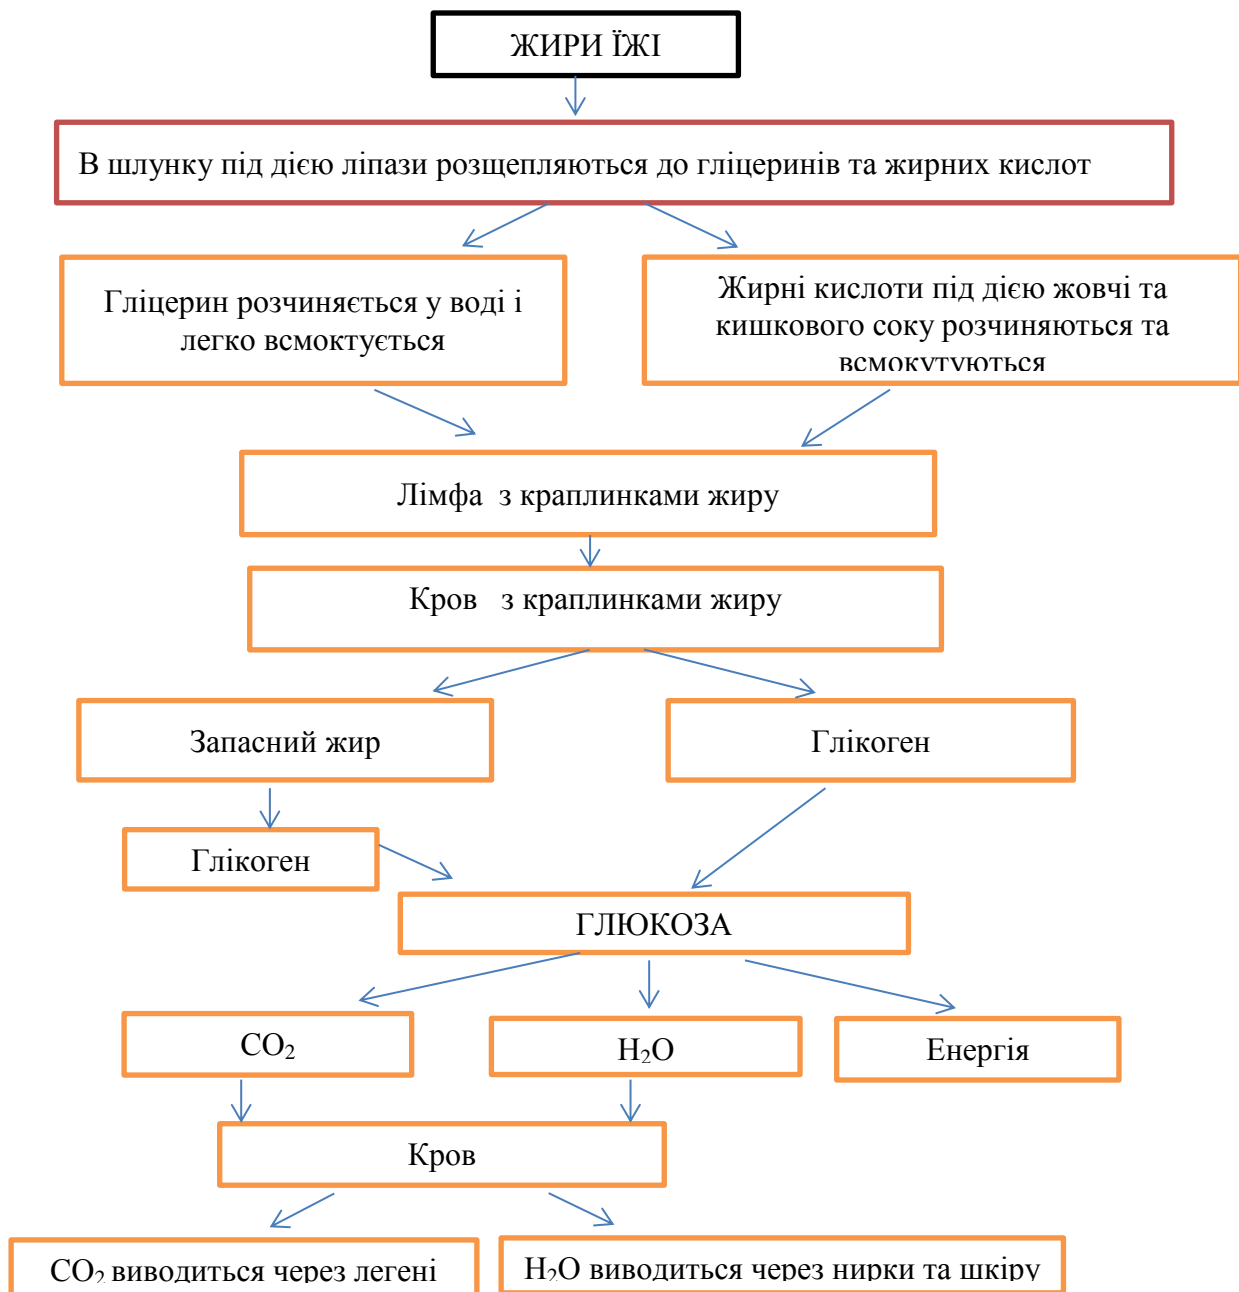 ЖИРИ ЇЖІ
В шлунку під дією ліпази розщепляються до гліцеринів та жирних кислот
Гліцерин розчиняється у воді і
легко всмоктується
Жирні кислоти під дією жовчі та
кишкового соку розчиняються та
всмокутуються
Лімфа з краплинками жиру
Кров з краплинками жиру
Запасний жир
Глікоген
Глікоген
ГЛЮКОЗА
CO₂
H₂O
Енергія
Кров
CO₂ виводиться через легені
H₂O виводиться через нирки та шкіру